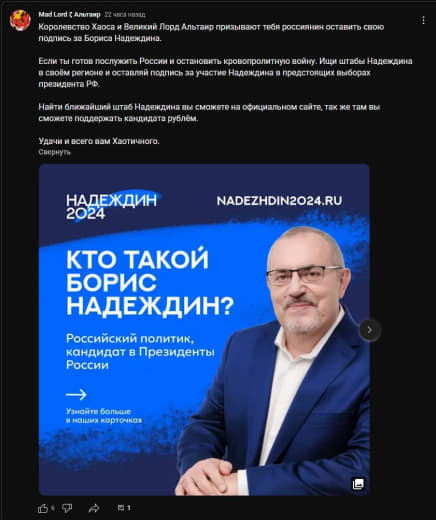 Mad Lord ζ Альтаир 22 часа назад
Королевство Хаоса и Великий Лорд Альтаир призывают тебя россиянин оставить свою
подпись за Бориса Надеждина.
Если ты готов послужить России и остановить кровопролитную войну. Ищи штабы Надеждина
в своём регионе и оставляй подпись за участие Надеждина в предстоящих выборах
президента РФ.
Найти ближайший штаб Надеждина вы сможете на официальном сайте, так же там вы
сможете поддержать кандидата рублём.
Удачи и всего вам Хаотичного.
Свернуть
НАДЕЖДИН
2024
NADEZHDIN2024.RU
КТО ТАКОЙ
БОРИС
НАДЕЖДИН?
Российский политик,
кандидат в Президенты
России
Узнайте больше
в наших карточках
6
1